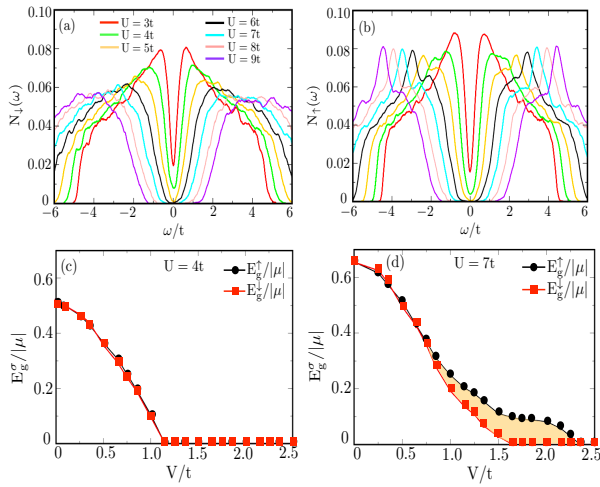 (a)
U = 3t
U = 4t
U = 5t
U = 6t
U = 7t
U = 8t
U = 9t
0.10
0.08
0.06
0.04
0.02
0
N↓(ω)
−6 −4 −2 0 2 4 6
ω/t
(b)
0.10
0.08
0.06
0.04
0.02
0
N↑(ω)
−6 −4 −2 0 2 4 6
ω/t
(c)
U = 4t
E_g^↑/|μ|
E_g^↓/|μ|
0.6
0.4
0.2
0
E_g^σ/|μ|
0 0.5 1.0 1.5 2.0 2.5
V/t
(d)
U = 7t
E_g^↑/|μ|
E_g^↓/|μ|
0.6
0.4
0.2
0
E_g^σ/|μ|
0 0.5 1.0 1.5 2.0 2.5
V/t